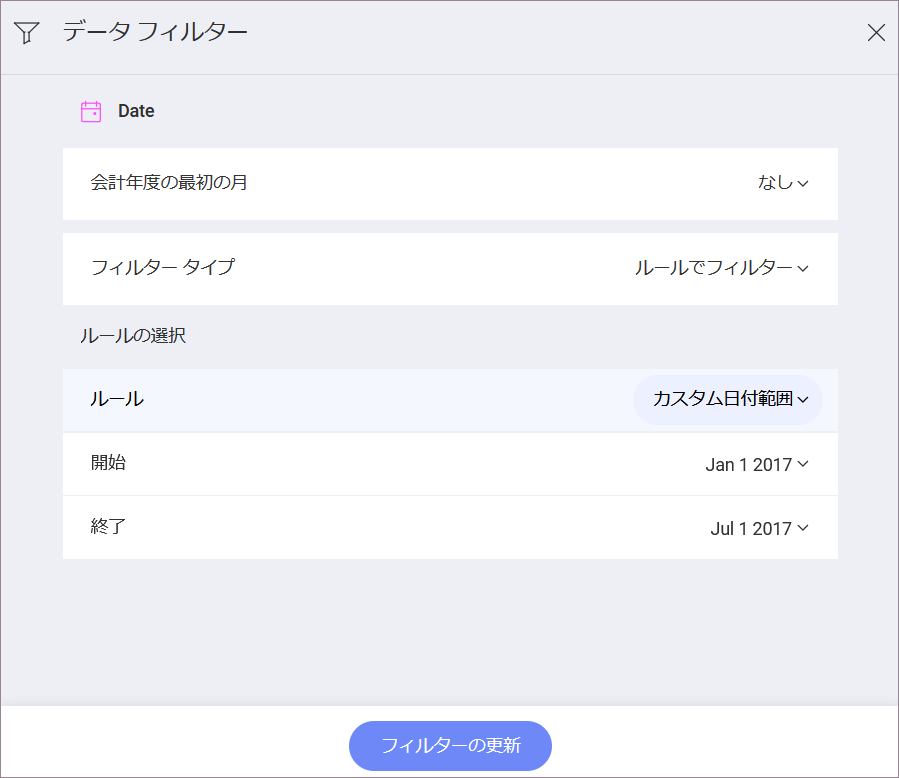 データ フィルター
Date
会計年度の最初の月 なし
フィルター タイプ ルールでフィルター
ルールの選択
ルール カスタム日付範囲
開始 Jan 1 2017
終了 Jul 1 2017
フィルターの更新